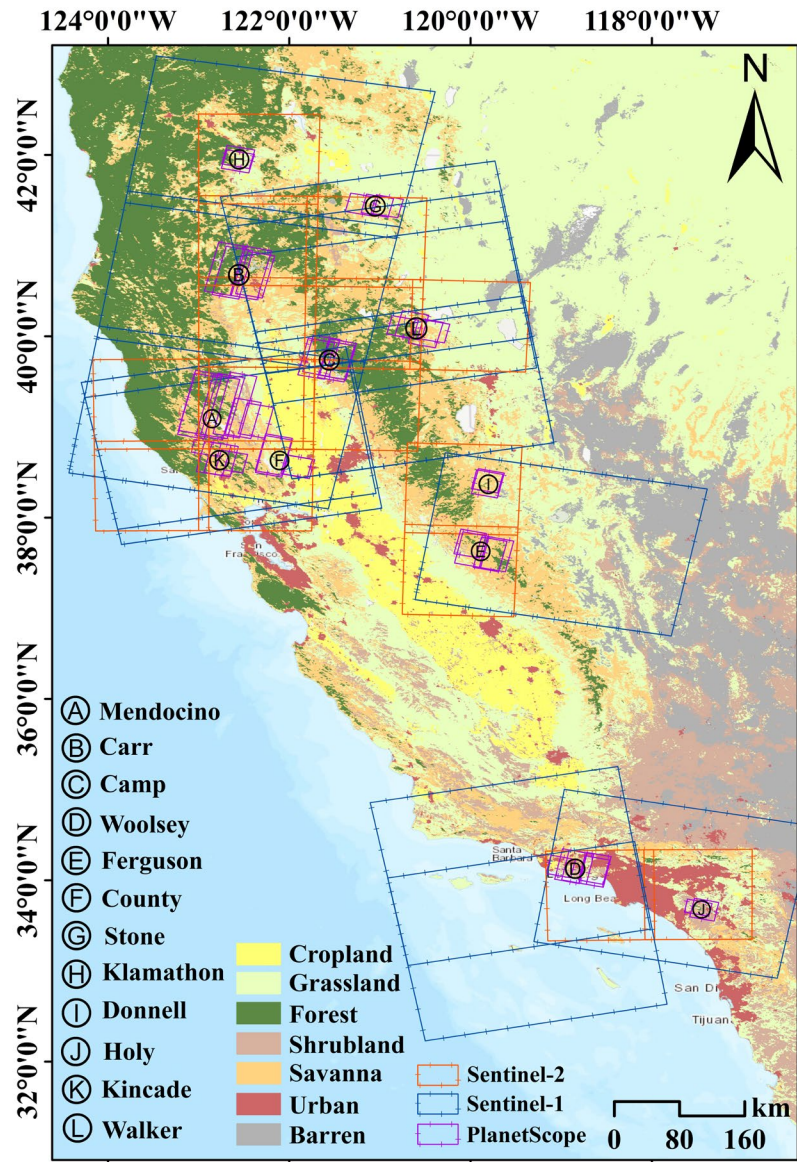 124°0'0"W 122°0'0"W 120°0'0"W 118°0'0"W
N
42°0'0"N
40°0'0"N
38°0'0"N
36°0'0"N
34°0'0"N
32°0'0"N
H
G
B
L
C
A
K
F
I
E
San
Francisco
Santa
Barbara
D
Long Bea
J
San Di
Tijuan
A Mendocino
B Carr
C Camp
D Woolsey
E Ferguson
F County
G Stone
H Klamathon
I Donnell
J Holy
K Kincade
L Walker
Cropland
Grassland
Forest
Shrubland
Savanna
Urban
Barren
Sentinel-2
Sentinel-1
PlanetScope
km
0 80 160